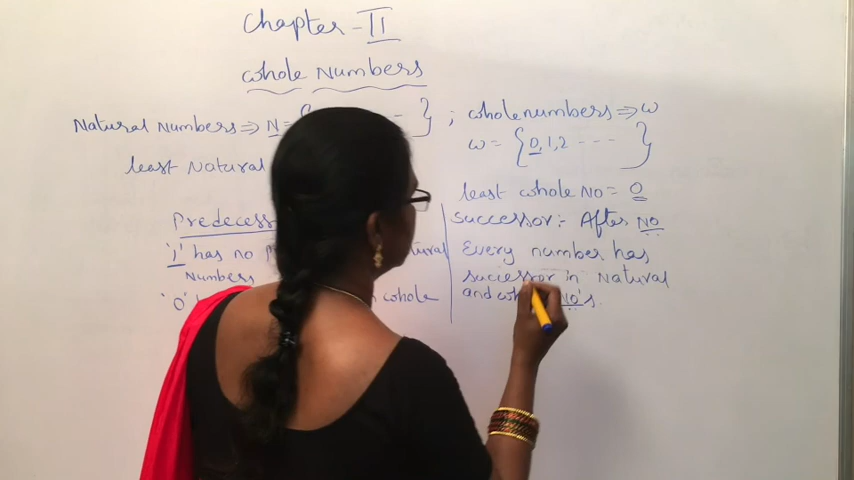 Chapter - II
Whole Numbers
Natural Numbers ⇒ N = { - - }
; whole numbers ⇒ W
W = { 0, 1, 2 - - - }
least Natural
least whole No = 0
Predecess
'1' has no
Natural
Numbers
'0'
whole
Successor :- After No
Every number has
successor in Natural
and No's.